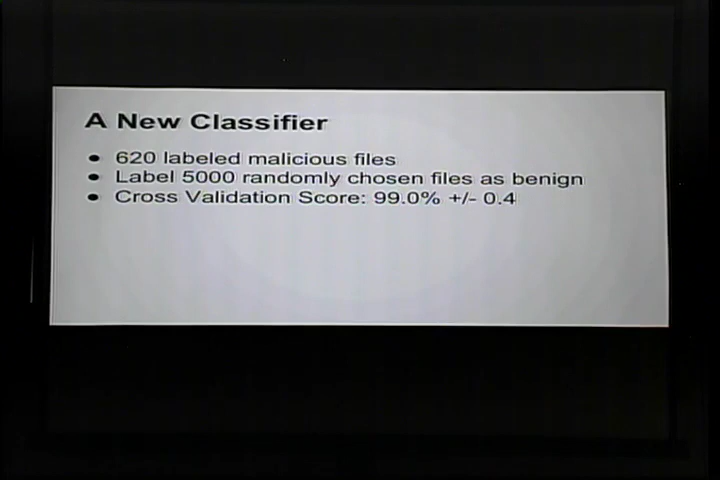 A New Classifier
● 620 labeled malicious files
● Label 5000 randomly chosen files as benign
● Cross Validation Score: 99.0% +/- 0.4